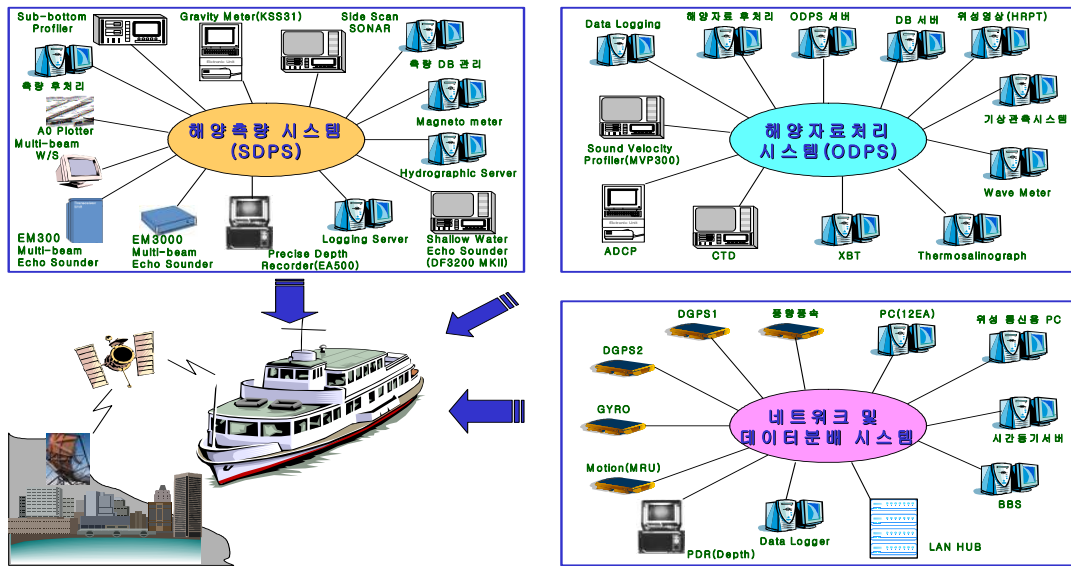 Sub-bottom
Profiler
Gravity Meter(KSS31)
Side Scan
SONAR
측량 후처리
측량 DB 관리
A0 Plotter
Multi-beam
W/S
Magneto meter
해양측량 시스템
(SDPS)
Hydrographic Server
EM300
Multi-beam
Echo Sounder
EM3000
Multi-beam
Echo Sounder
Precise Depth
Recorder(EA500)
Logging Server
Shallow Water
Echo Sounder
(DF3200 MKII)
Data Logging
해양자료 후처리
ODPS 서버
DB 서버
위성영상(HRPT)
기상관측시스템
Sound Velocity
Profiler(MVP300)
해양자료처리
시스템(ODPS)
Wave Meter
ADCP
CTD
XBT
Thermosalinograph
DGPS1
풍향풍속
PC(12EA)
위성 통신용 PC
DGPS2
GYRO
네트워크 및
데이터분배 시스템
시간동기서버
Motion(MRU)
BBS
PDR(Depth)
Data Logger
LAN HUB